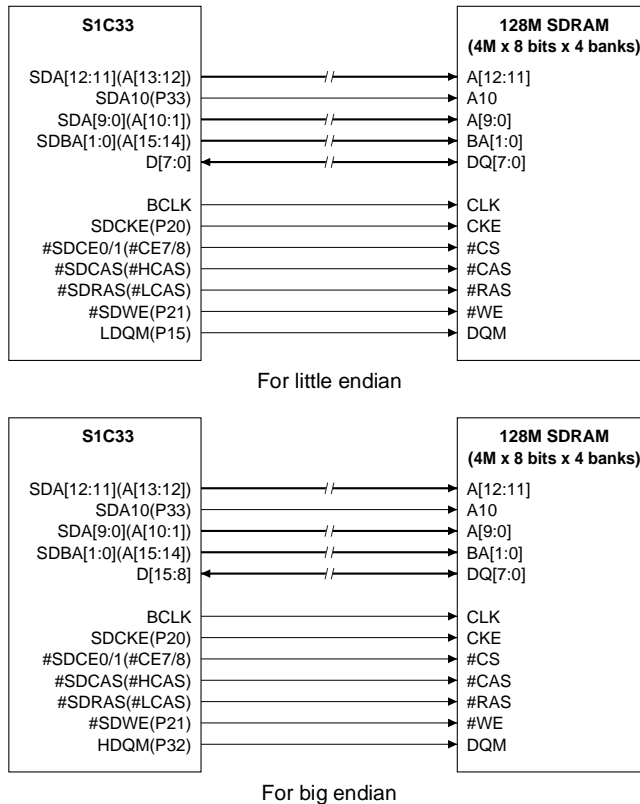 S1C33
128M SDRAM
(4M x 8 bits x 4 banks)
SDA[12:11](A[13:12])
A[12:11]
SDA10(P33)
A10
SDA[9:0](A[10:1])
A[9:0]
SDBA[1:0](A[15:14])
BA[1:0]
D[7:0]
DQ[7:0]
BCLK
CLK
SDCKE(P20)
CKE
#SDCE0/1(#CE7/8)
#CS
#SDCAS(#HCAS)
#CAS
#SDRAS(#LCAS)
#RAS
#SDWE(P21)
#WE
LDQM(P15)
DQM
For little endian
S1C33
128M SDRAM
(4M x 8 bits x 4 banks)
SDA[12:11](A[13:12])
A[12:11]
SDA10(P33)
A10
SDA[9:0](A[10:1])
A[9:0]
SDBA[1:0](A[15:14])
BA[1:0]
D[15:8]
DQ[7:0]
BCLK
CLK
SDCKE(P20)
CKE
#SDCE0/1(#CE7/8)
#CS
#SDCAS(#HCAS)
#CAS
#SDRAS(#LCAS)
#RAS
#SDWE(P21)
#WE
HDQM(P32)
DQM
For big endian